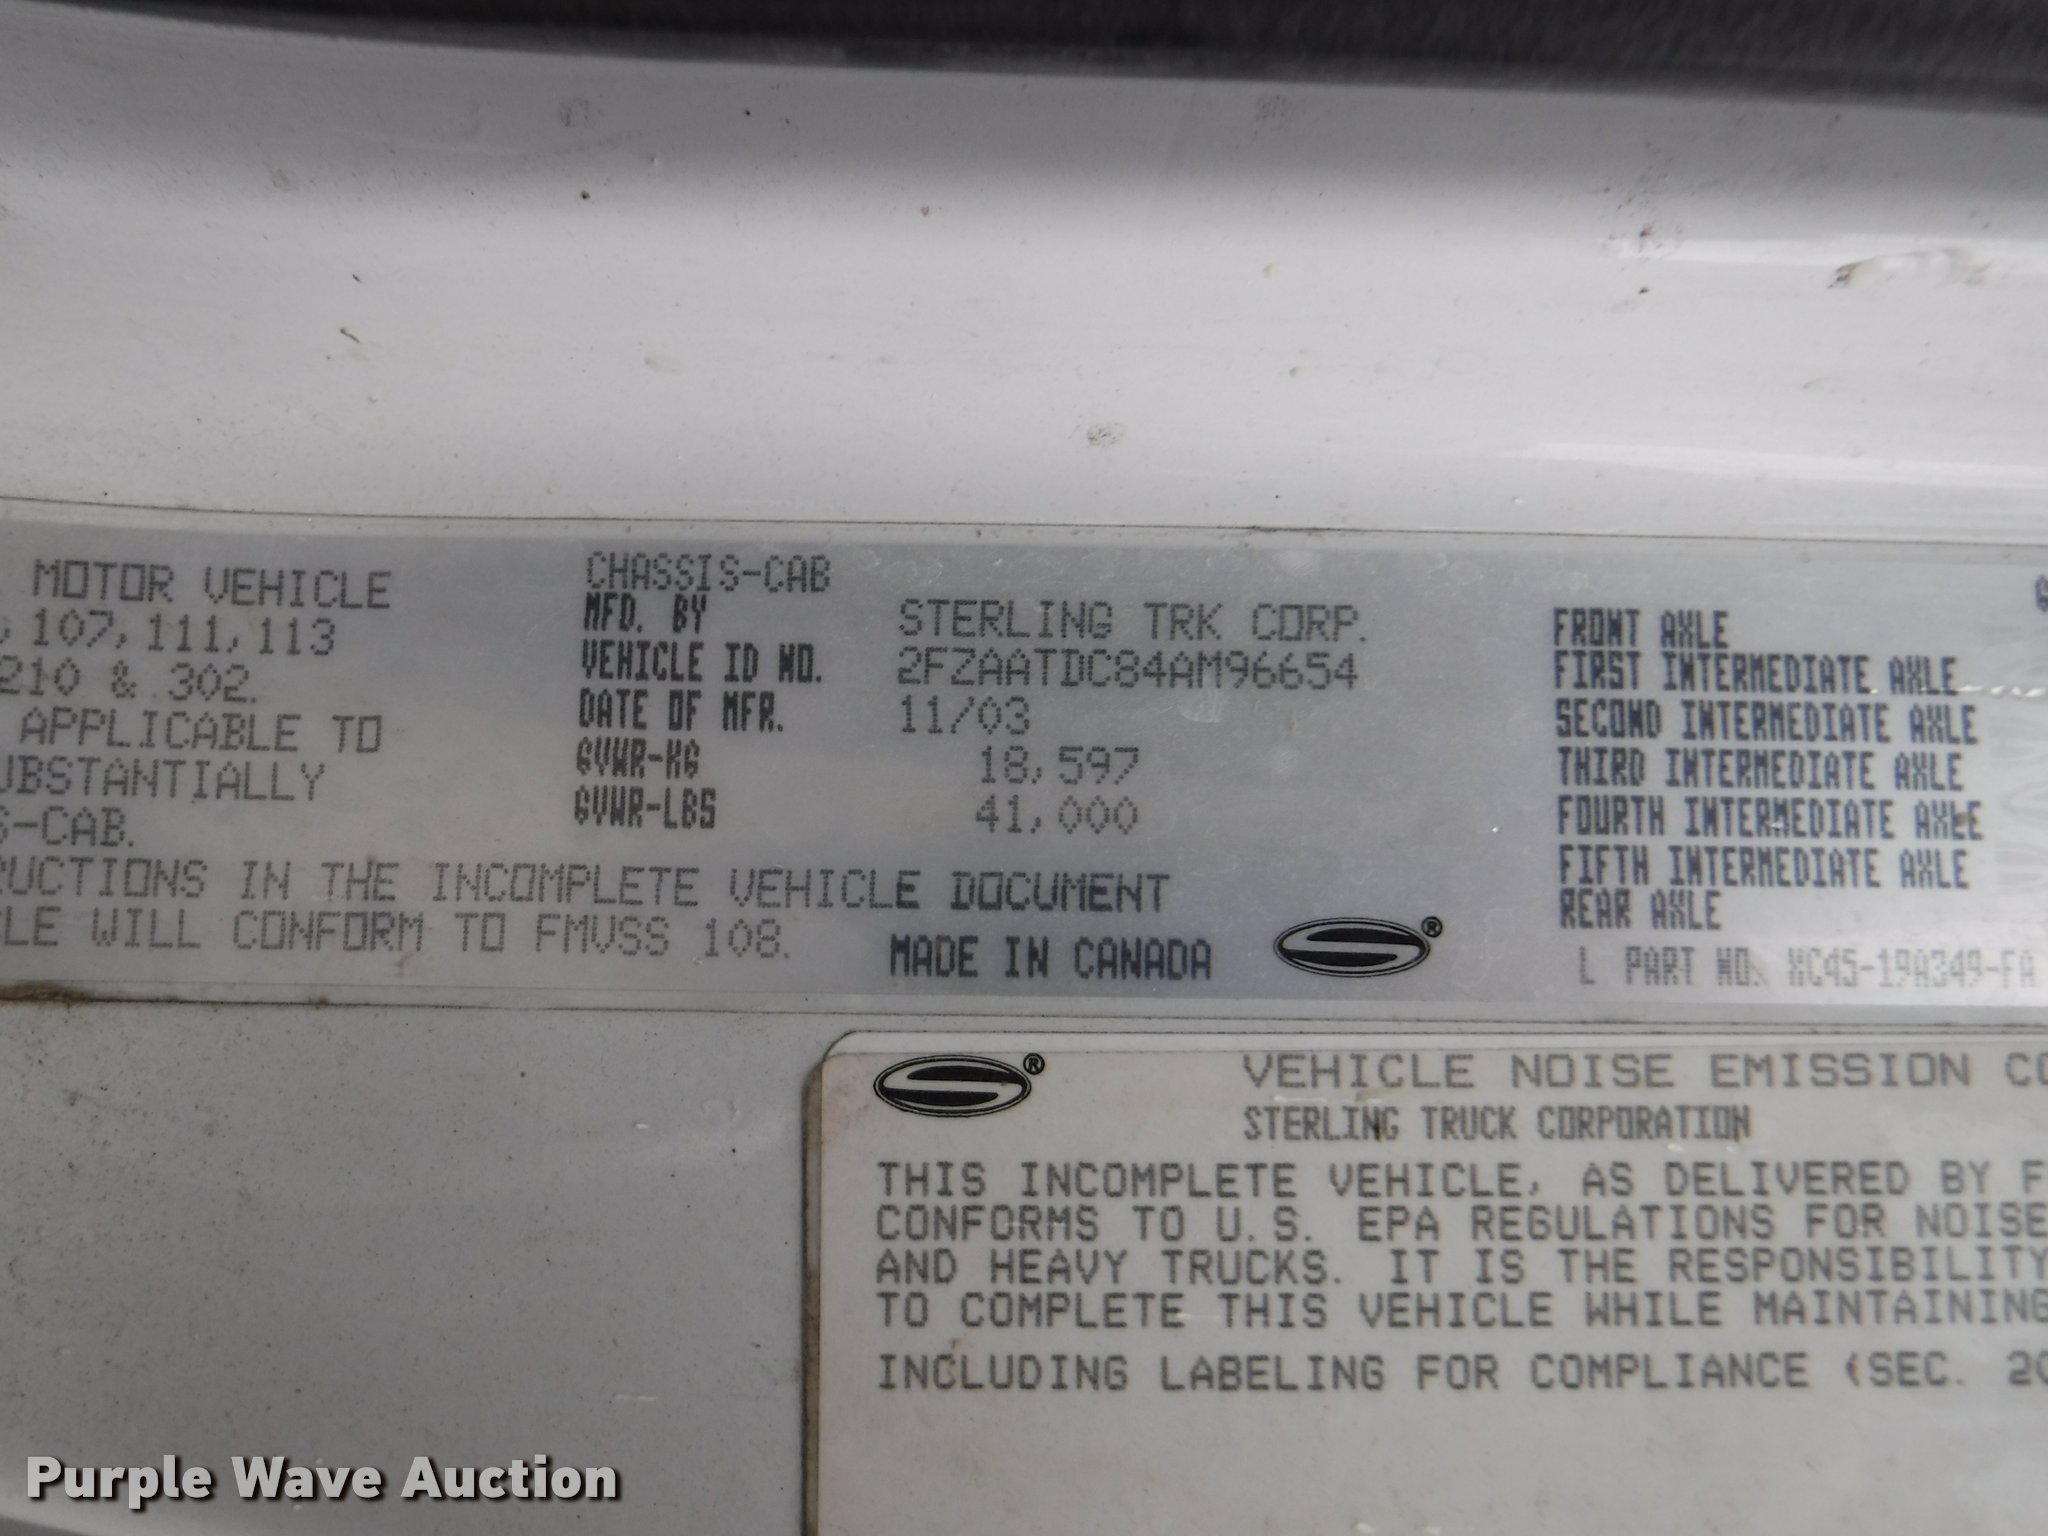 MOTOR VEHICLE
, 107, 111, 113
210 & 302.
APPLICABLE TO
UBSTANTIALLY
S-CAB.
RUCTIONS IN THE INCOMPLETE VEHICLE DOCUMENT
LE WILL CONFORM TO FMVSS 108.
CHASSIS-CAB
MFD. BY STERLING TRK CORP.
VEHICLE ID NO. 2FZAATDC84AM96654
DATE OF MFR. 11/03
GVWR-KG 18,597
GVWR-LBS 41,000
MADE IN CANADA
®
FRONT AXLE
FIRST INTERMEDIATE AXLE
SECOND INTERMEDIATE AXLE
THIRD INTERMEDIATE AXLE
FOURTH INTERMEDIATE AXLE
FIFTH INTERMEDIATE AXLE
REAR AXLE
L PART NO. XC45-19A349-FA
®
VEHICLE NOISE EMISSION CO
STERLING TRUCK CORPORATION
THIS INCOMPLETE VEHICLE, AS DELIVERED BY F
CONFORMS TO U.S. EPA REGULATIONS FOR NOISE
AND HEAVY TRUCKS. IT IS THE RESPONSIBILITY
TO COMPLETE THIS VEHICLE WHILE MAINTAINING
INCLUDING LABELING FOR COMPLIANCE (SEC. 20
Purple Wave Auction